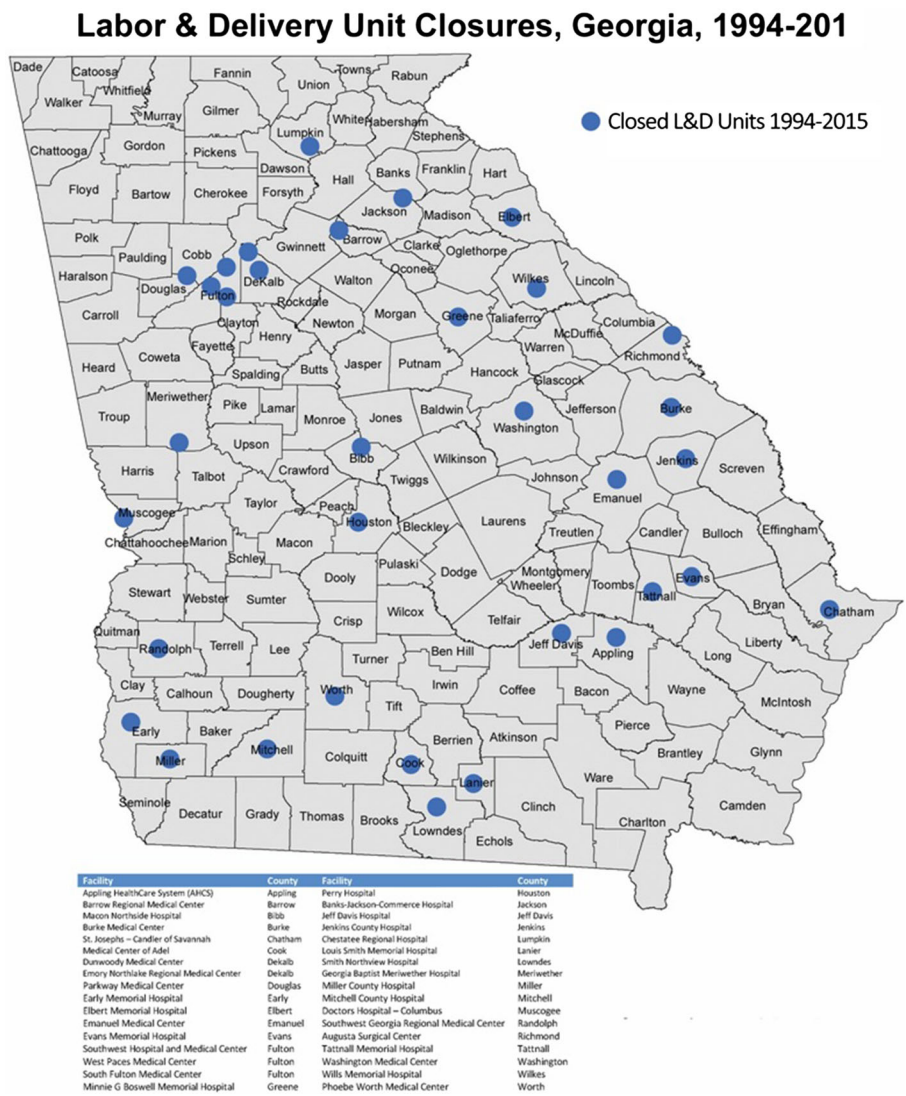 Labor & Delivery Unit Closures, Georgia, 1994-201
Closed L&D Units 1994-2015
Dade
Catoosa
Whitfield
Walker
Murray
Fannin
Gilmer
Union
Towns
Rabun
Lumpkin
White
Habersham
Stephens
Chattooga
Gordon
Pickens
Dawson
Hall
Banks
Franklin
Hart
Floyd
Bartow
Cherokee
Forsyth
Jackson
Madison
Elbert
Polk
Paulding
Cobb
Gwinnett
Barrow
Clarke
Oglethorpe
Oconee
Haralson
Douglas
Fulton
DeKalb
Walton
Wilkes
Lincoln
Carroll
Clayton
Rockdale
Newton
Morgan
Greene
Taliaferro
McDuffie
Columbia
Richmond
Warren
Heard
Coweta
Fayette
Henry
Spalding
Butts
Jasper
Putnam
Hancock
Glascock
Troup
Meriwether
Pike
Lamar
Monroe
Jones
Baldwin
Washington
Jefferson
Burke
Upson
Bibb
Wilkinson
Harris
Talbot
Crawford
Twiggs
Johnson
Emanuel
Jenkins
Screven
Muscogee
Taylor
Peach
Houston
Bleckley
Laurens
Treutlen
Candler
Bulloch
Effingham
Chattahoochee
Marion
Schley
Macon
Dooly
Pulaski
Dodge
Montgomery
Wheeler
Toombs
Tattnall
Evans
Bryan
Chatham
Stewart
Webster
Sumter
Crisp
Wilcox
Telfair
Quitman
Randolph
Terrell
Lee
Turner
Ben Hill
Jeff Davis
Appling
Long
Liberty
Clay
Calhoun
Dougherty
Worth
Tift
Irwin
Coffee
Bacon
Wayne
McIntosh
Early
Baker
Mitchell
Colquitt
Berrien
Atkinson
Pierce
Brantley
Glynn
Miller
Cook
Lanier
Ware
Seminole
Decatur
Grady
Thomas
Brooks
Lowndes
Echols
Clinch
Charlton
Camden
Facility County Facility County
Appling HealthCare System (AHCS) Appling Perry Hospital Houston
Barrow Regional Medical Center Barrow Banks-Jackson-Commerce Hospital Jackson
Macon Northside Hospital Bibb Jeff Davis Hospital Jeff Davis
Burke Medical Center Burke Jenkins County Hospital Jenkins
St. Josephs – Candler of Savannah Chatham Chestatee Regional Hospital Lumpkin
Medical Center of Adel Cook Louis Smith Memorial Hospital Lanier
Dunwoody Medical Center Dekalb Smith Northview Hospital Lowndes
Emory Northlake Regional Medical Center Dekalb Georgia Baptist Meriwether Hospital Meriwether
Parkway Medical Center Douglas Miller County Hospital Miller
Early Memorial Hospital Early Mitchell County Hospital Mitchell
Elbert Memorial Hospital Elbert Doctors Hospital – Columbus Muscogee
Emanuel Medical Center Emanuel Southwest Georgia Regional Medical Center Randolph
Evans Memorial Hospital Evans Augusta Surgical Center Richmond
Southwest Hospital and Medical Center Fulton Tattnall Memorial Hospital Tattnall
West Paces Medical Center Fulton Washington Medical Center Washington
South Fulton Medical Center Fulton Wills Memorial Hospital Wilkes
Minnie G Boswell Memorial Hospital Greene Phoebe Worth Medical Center Worth